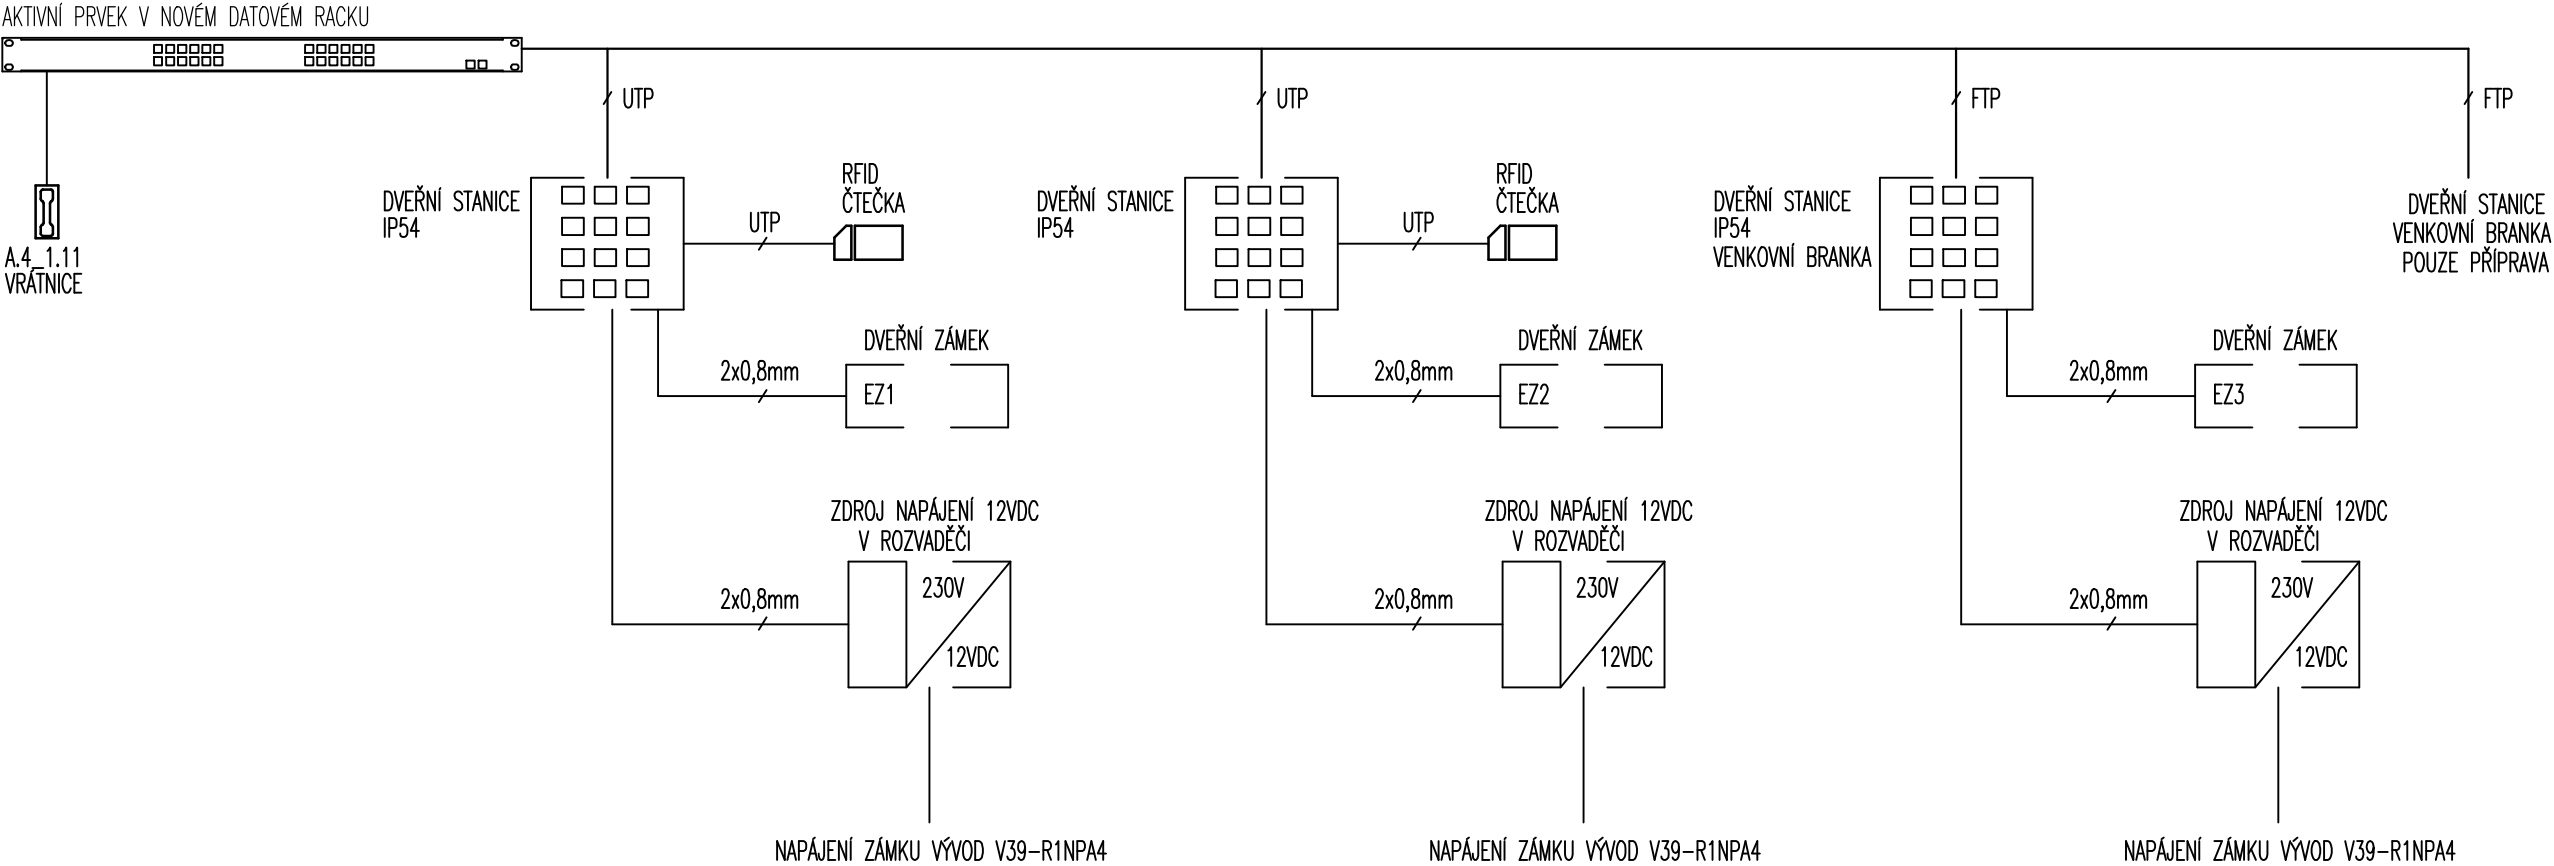 AKTIVNÍ PRVEK V NOVÉM DATOVÉM RACKU
UTP
UTP
FTP
FTP
A.4_1.11
VRÁTNICE
DVEŘNÍ STANICE
IP54
UTP
RFID
ČTEČKA
DVEŘNÍ ZÁMEK
2x0,8mm
EZ1
ZDROJ NAPÁJENÍ 12VDC
V ROZVADĚČI
2x0,8mm
230V
12VDC
NAPÁJENÍ ZÁMKU VÝVOD V39-R1NPA4
DVEŘNÍ STANICE
IP54
UTP
RFID
ČTEČKA
DVEŘNÍ ZÁMEK
2x0,8mm
EZ2
ZDROJ NAPÁJENÍ 12VDC
V ROZVADĚČI
2x0,8mm
230V
12VDC
NAPÁJENÍ ZÁMKU VÝVOD V39-R1NPA4
DVEŘNÍ STANICE
IP54
VENKOVNÍ BRANKA
DVEŘNÍ ZÁMEK
2x0,8mm
EZ3
ZDROJ NAPÁJENÍ 12VDC
V ROZVADĚČI
2x0,8mm
230V
12VDC
NAPÁJENÍ ZÁMKU VÝVOD V39-R1NPA4
DVEŘNÍ STANICE
VENKOVNÍ BRANKA
POUZE PŘÍPRAVA